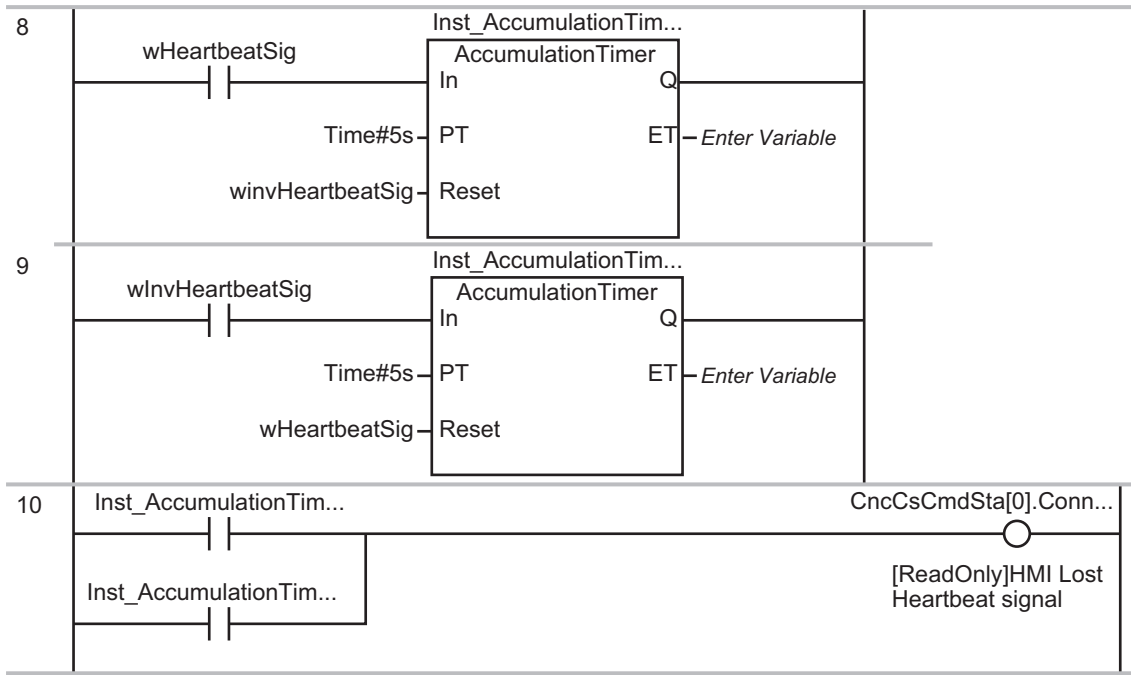 8
Inst_AccumulationTim...
wHeartbeatSig
AccumulationTimer
In
Q
Time#5s
PT
ET
Enter Variable
winvHeartbeatSig
Reset
9
Inst_AccumulationTim...
wInvHeartbeatSig
AccumulationTimer
In
Q
Time#5s
PT
ET
Enter Variable
wHeartbeatSig
Reset
10
Inst_AccumulationTim...
CncCsCmdSta[0].Conn...
Inst_AccumulationTim...
[ReadOnly]HMI Lost
Heartbeat signal